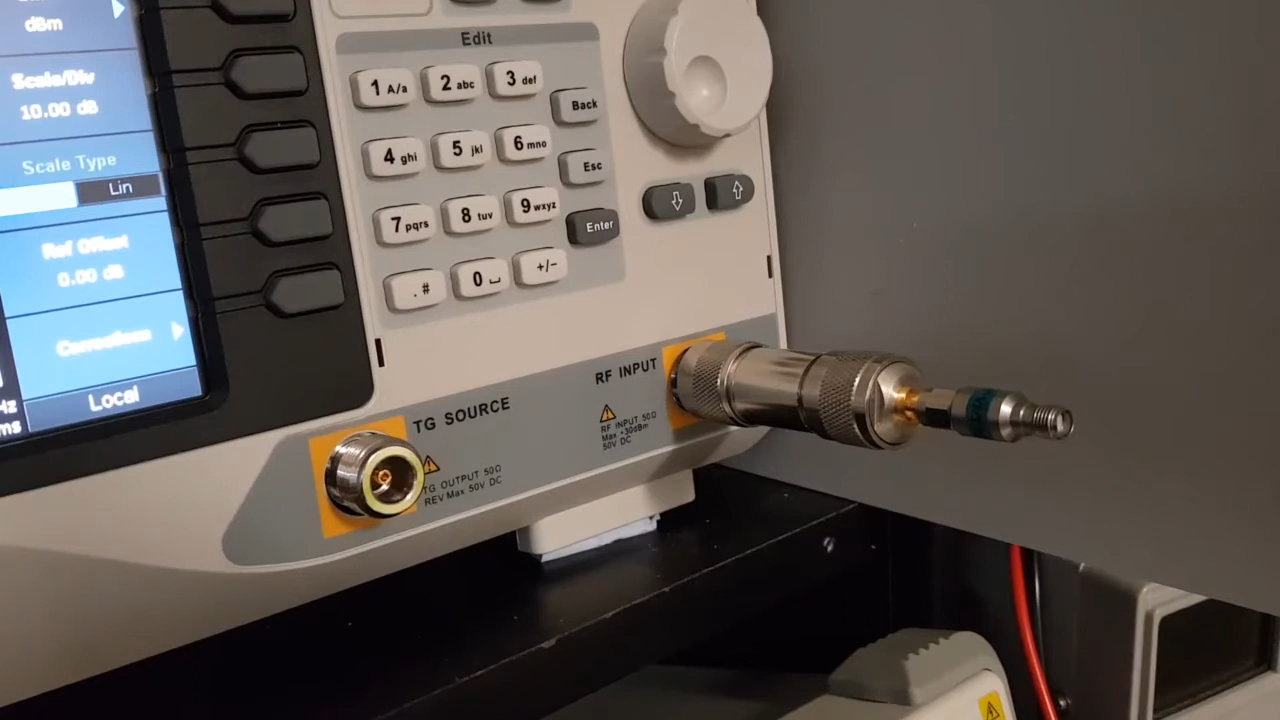 dBm
Scale/Div
10.00 dB
Scale Type
Lin
Ref Offset
0.00 dB
Corrections
Local
Hz
ms
Edit
1 A/a
2 abc
3 def
Back
4 ghi
5 jkl
6 mno
Esc
7 pqrs
8 tuv
9 wxyz
Enter
. #
0 ⌴
+/-
⇩
⇧
TG SOURCE
TG OUTPUT 50Ω
REV Max 50V DC
RF INPUT
RF INPUT 50Ω
Max +30dBm
50V DC